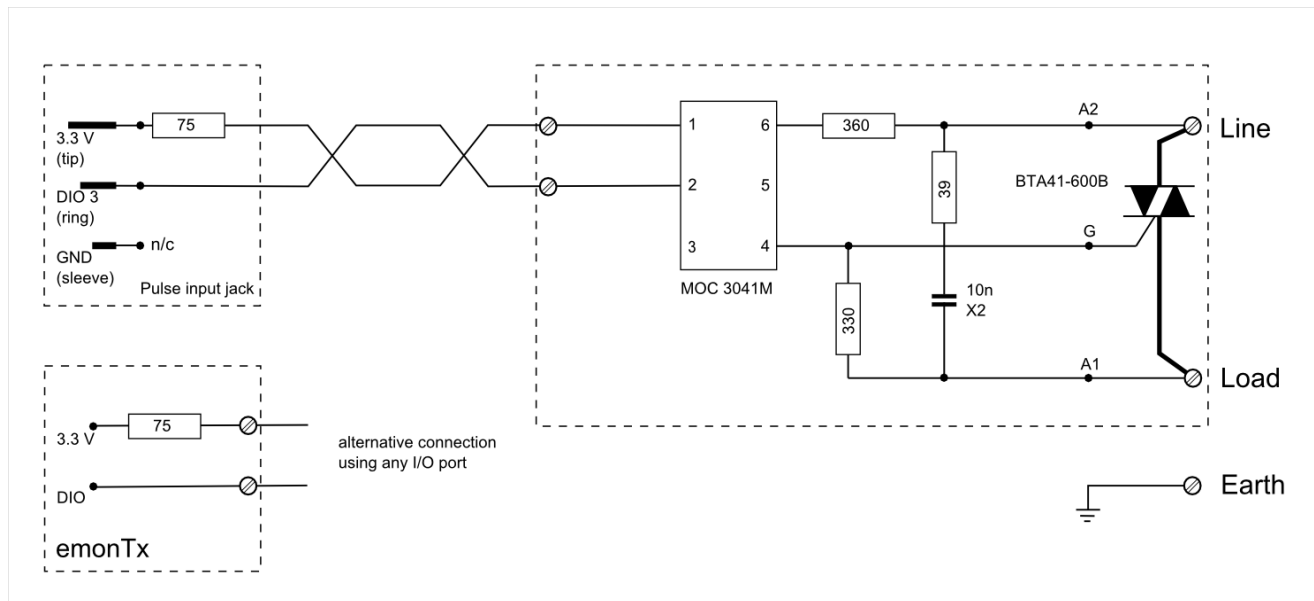 3.3 V
(tip)
75
DIO 3
(ring)
n/c
GND
(sleeve)
Pulse input jack
1
2
3
6
5
4
MOC 3041M
360
39
330
10n
X2
A2
BTA41-600B
G
A1
Line
Load
3.3 V
75
DIO
emonTx
alternative connection
using any I/O port
Earth